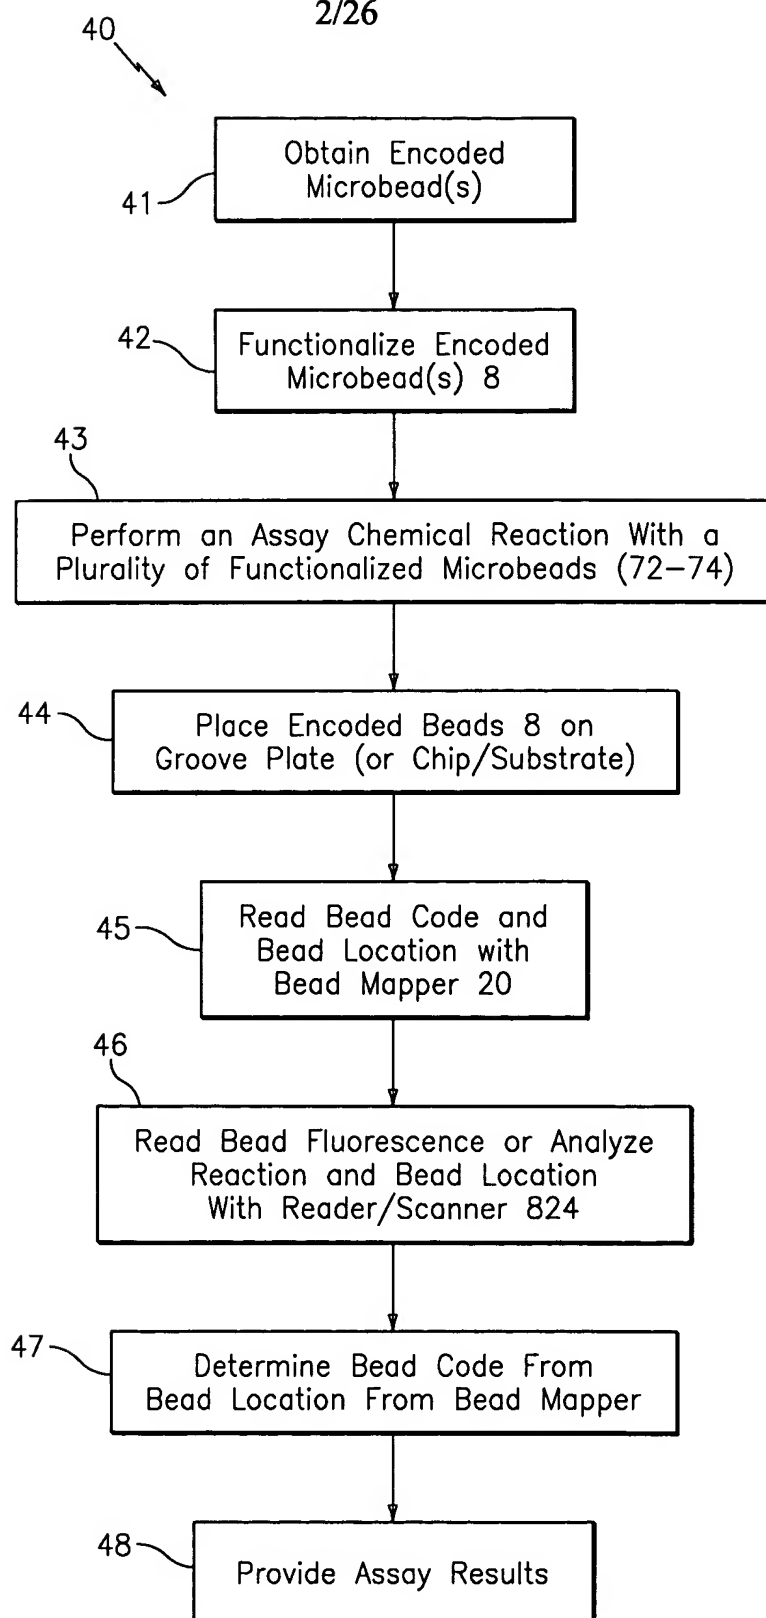 2/26
40
Obtain Encoded
Microbead(s)
41
42
Functionalize Encoded
Microbead(s) 8
43
Perform an Assay Chemical Reaction With a
Plurality of Functionalized Microbeads (72–74)
44
Place Encoded Beads 8 on
Groove Plate (or Chip/Substrate)
45
Read Bead Code and
Bead Location with
Bead Mapper 20
46
Read Bead Fluorescence or Analyze
Reaction and Bead Location
With Reader/Scanner 824
47
Determine Bead Code From
Bead Location From Bead Mapper
48
Provide Assay Results